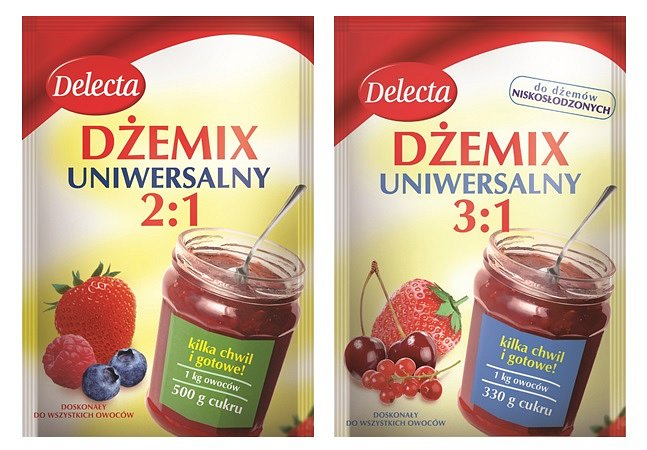 Delecta
DŻEMIX
UNIWERSALNY
2:1
kilka chwil
i gotowe!
1 kg owoców
500 g cukru
DOSKONAŁY
DO WSZYSTKICH OWOCÓW
Delecta
do dżemów
NISKOSŁODZONYCH
DŻEMIX
UNIWERSALNY
3:1
kilka chwil
i gotowe!
1 kg owoców
330 g cukru
DOSKONAŁY
DO WSZYSTKICH OWOCÓW